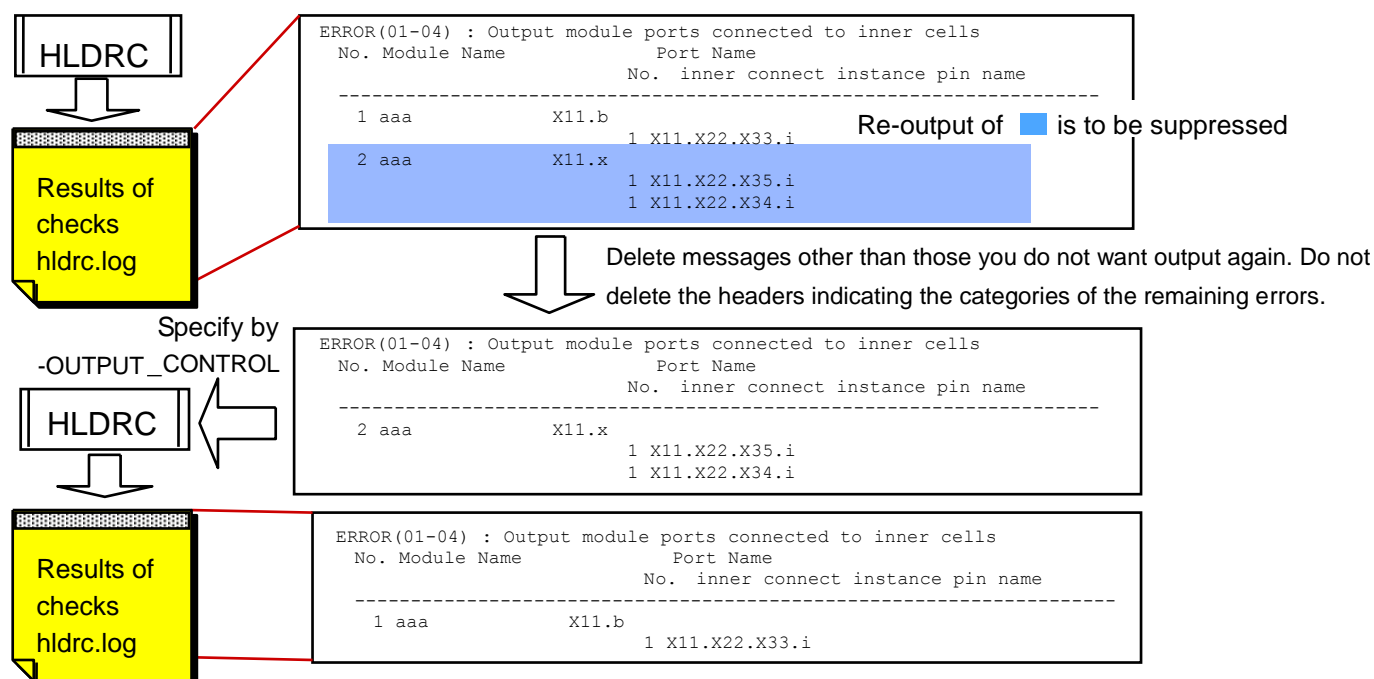 HLDRC
Results of
checks
hldrc.log
ERROR(01-04) : Output module ports connected to inner cells
No. Module Name Port Name
No. inner connect instance pin name
--------------------------------------------------------------------
1 aaa X11.b
1 X11.X22.X33.i
2 aaa X11.x
1 X11.X22.X35.i
1 X11.X22.X34.i
Re-output of is to be suppressed
Delete messages other than those you do not want output again. Do not
delete the headers indicating the categories of the remaining errors.
Specify by
-OUTPUT_CONTROL
HLDRC
ERROR(01-04) : Output module ports connected to inner cells
No. Module Name Port Name
No. inner connect instance pin name
--------------------------------------------------------------------
2 aaa X11.x
1 X11.X22.X35.i
1 X11.X22.X34.i
Results of
checks
hldrc.log
ERROR(01-04) : Output module ports connected to inner cells
No. Module Name Port Name
No. inner connect instance pin name
--------------------------------------------------------------------
1 aaa X11.b
1 X11.X22.X33.i